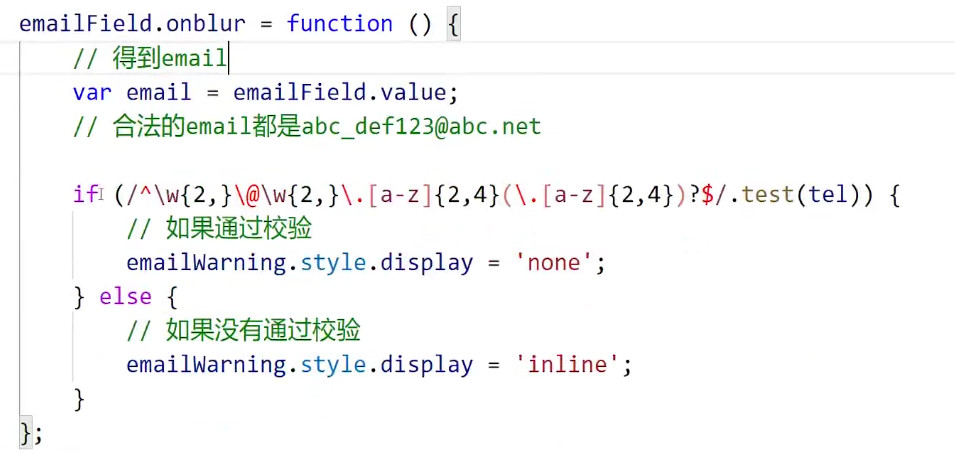 emailField.onblur = function () {
// 得到email
var email = emailField.value;
// 合法的email都是abc_def123@abc.net
if (/^\w{2,}\@\w{2,}\.[a-z]{2,4}(\.[a-z]{2,4})?$/.test(tel)) {
// 如果通过校验
emailWarning.style.display = 'none';
} else {
// 如果没有通过校验
emailWarning.style.display = 'inline';
}
};